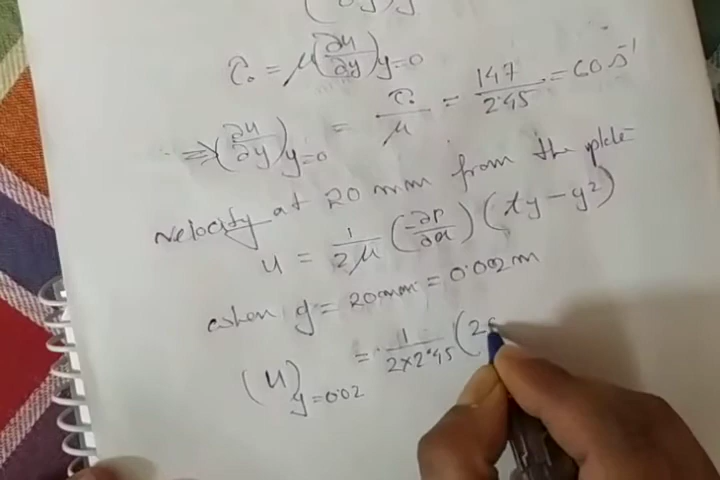 τ₀ = μ(∂u/∂y)y=0
⇒ (∂u/∂y)y=0 = τ₀/μ = 147/2.45 = 60 s⁻¹
Velocity at 20 mm from the plate
u = 1/2μ (-∂P/∂x) (ty - y²)
when y = 20mm = 0.002m
(u)y=0.02 = 1/2×2.45 (2